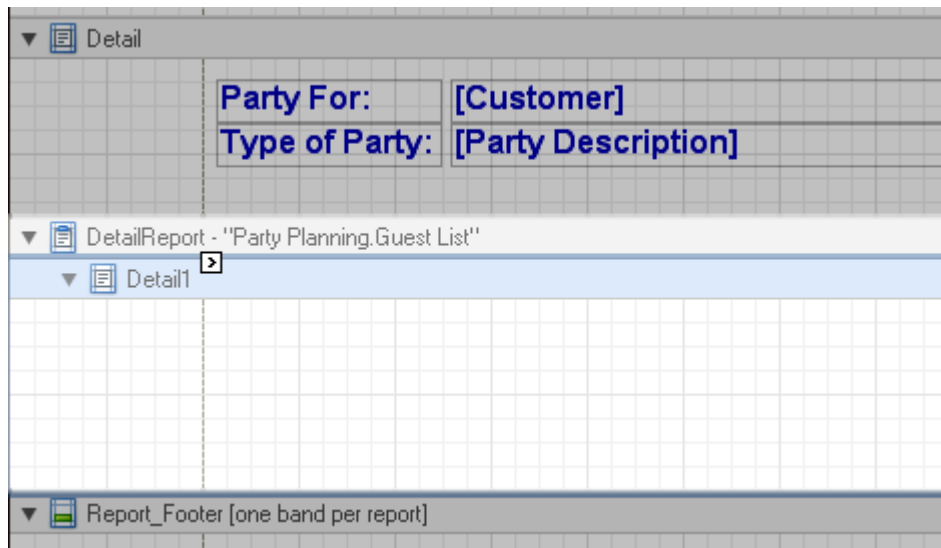 Detail
Party For: [Customer]
Type of Party: [Party Description]
DetailReport - "Party Planning.Guest List"
Detail1
Report_Footer [one band per report]